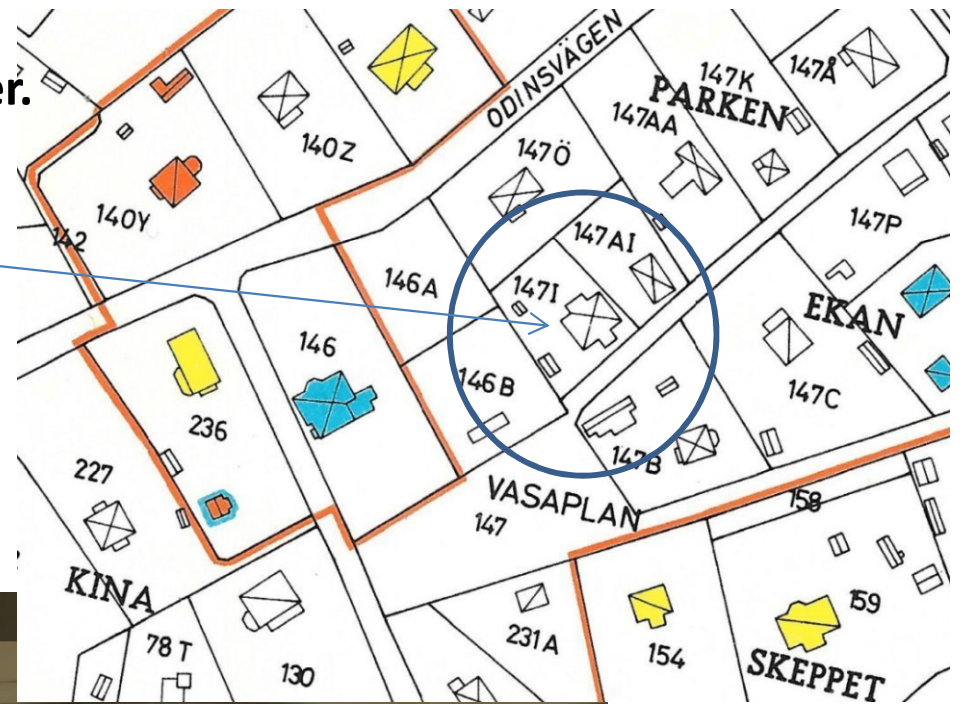 er.
ODINSVÄGEN
147Å
147K
PARKEN
147AA
140Z
147Ö
140Y
142
147P
147AI
146A
147I
EKAN
146
146B
147C
236
147B
227
VASAPLAN
158
147
KINA
159
231A
78 T
154
130
SKEPPET